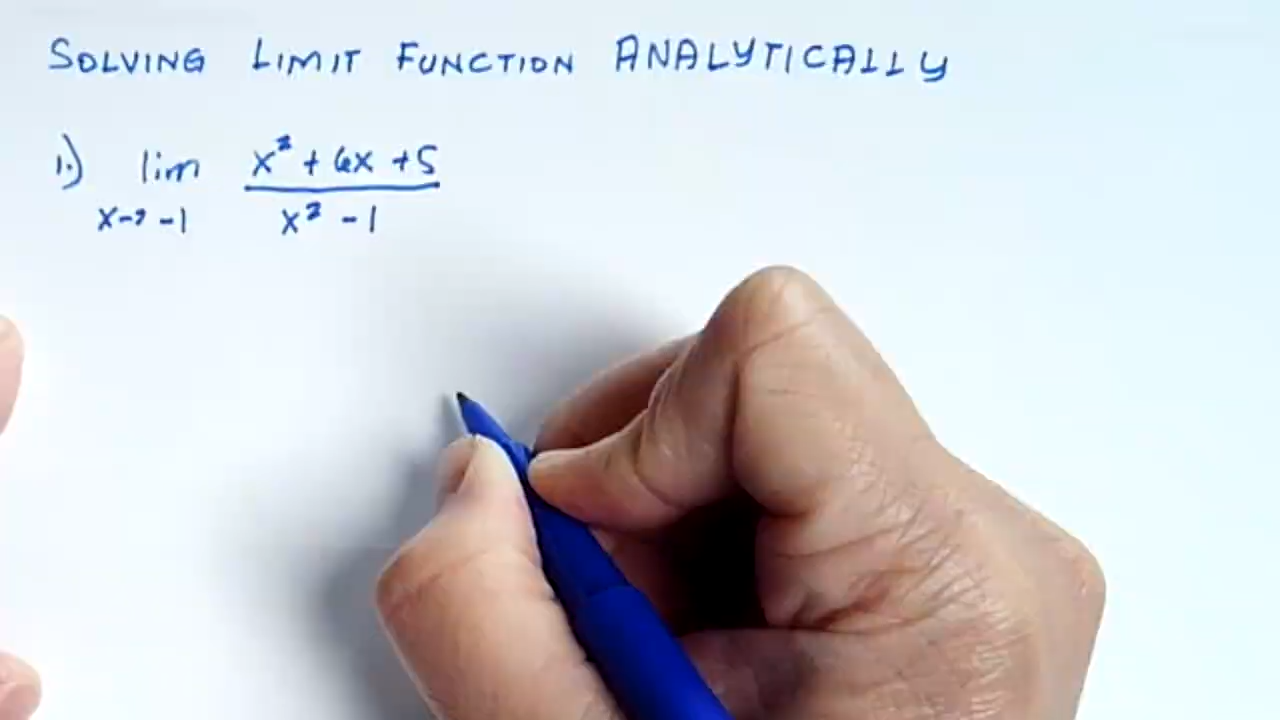 SOLVING LIMIT FUNCTION ANALYTICALLY
1.) lim x² + 6x + 5
x→ -1 x² - 1